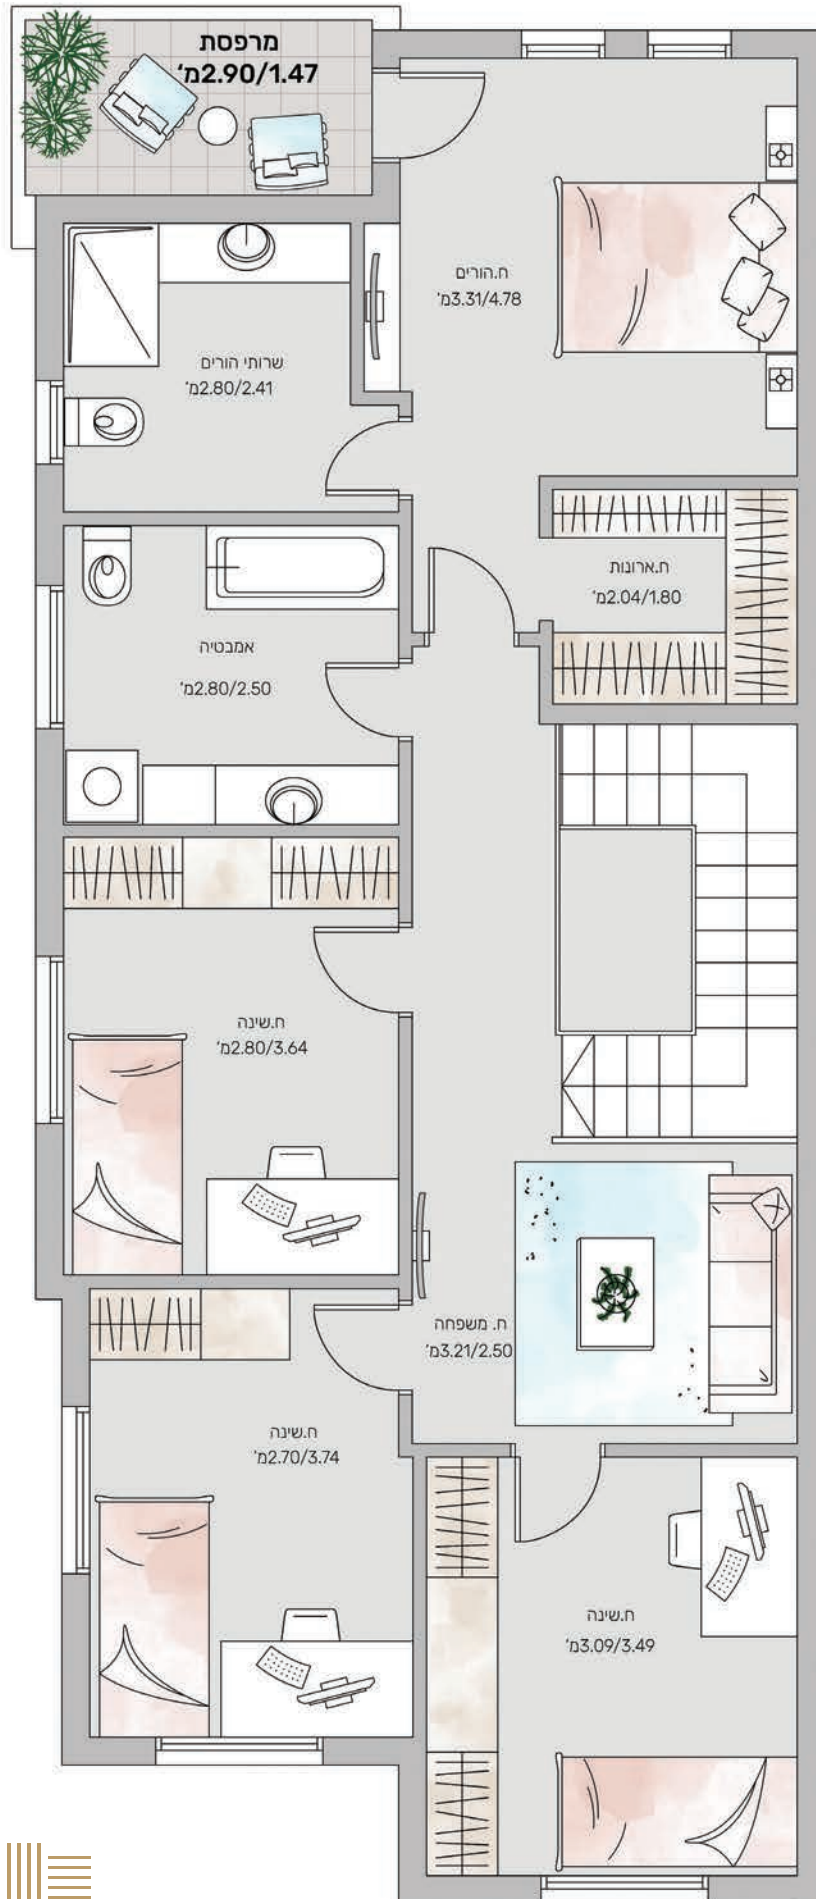 מרפסת
2.90/1.47מ'
ח.הורים
3.31/4.78מ'
שרותי הורים
2.80/2.41מ'
ח.ארונות
2.04/1.80מ'
אמבטיה
2.80/2.50מ'
ח.שינה
2.80/3.64מ'
ח. משפחה
3.21/2.50מ'
ח.שינה
2.70/3.74מ'
ח.שינה
3.09/3.49מ'